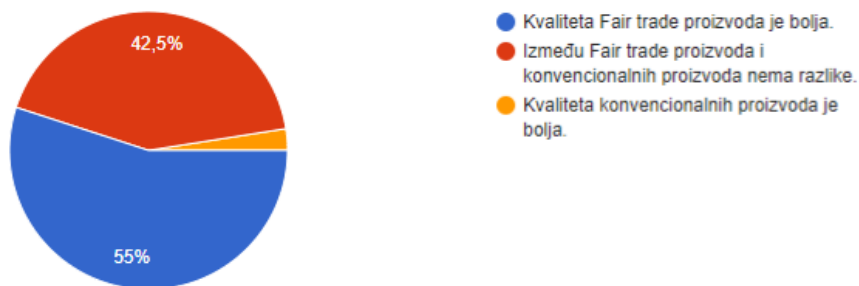 42,5%
55%
Kvaliteta Fair trade proizvoda je bolja.
Između Fair trade proizvoda i
konvencionalnih proizvoda nema razlike.
Kvaliteta konvencionalnih proizvoda je
bolja.